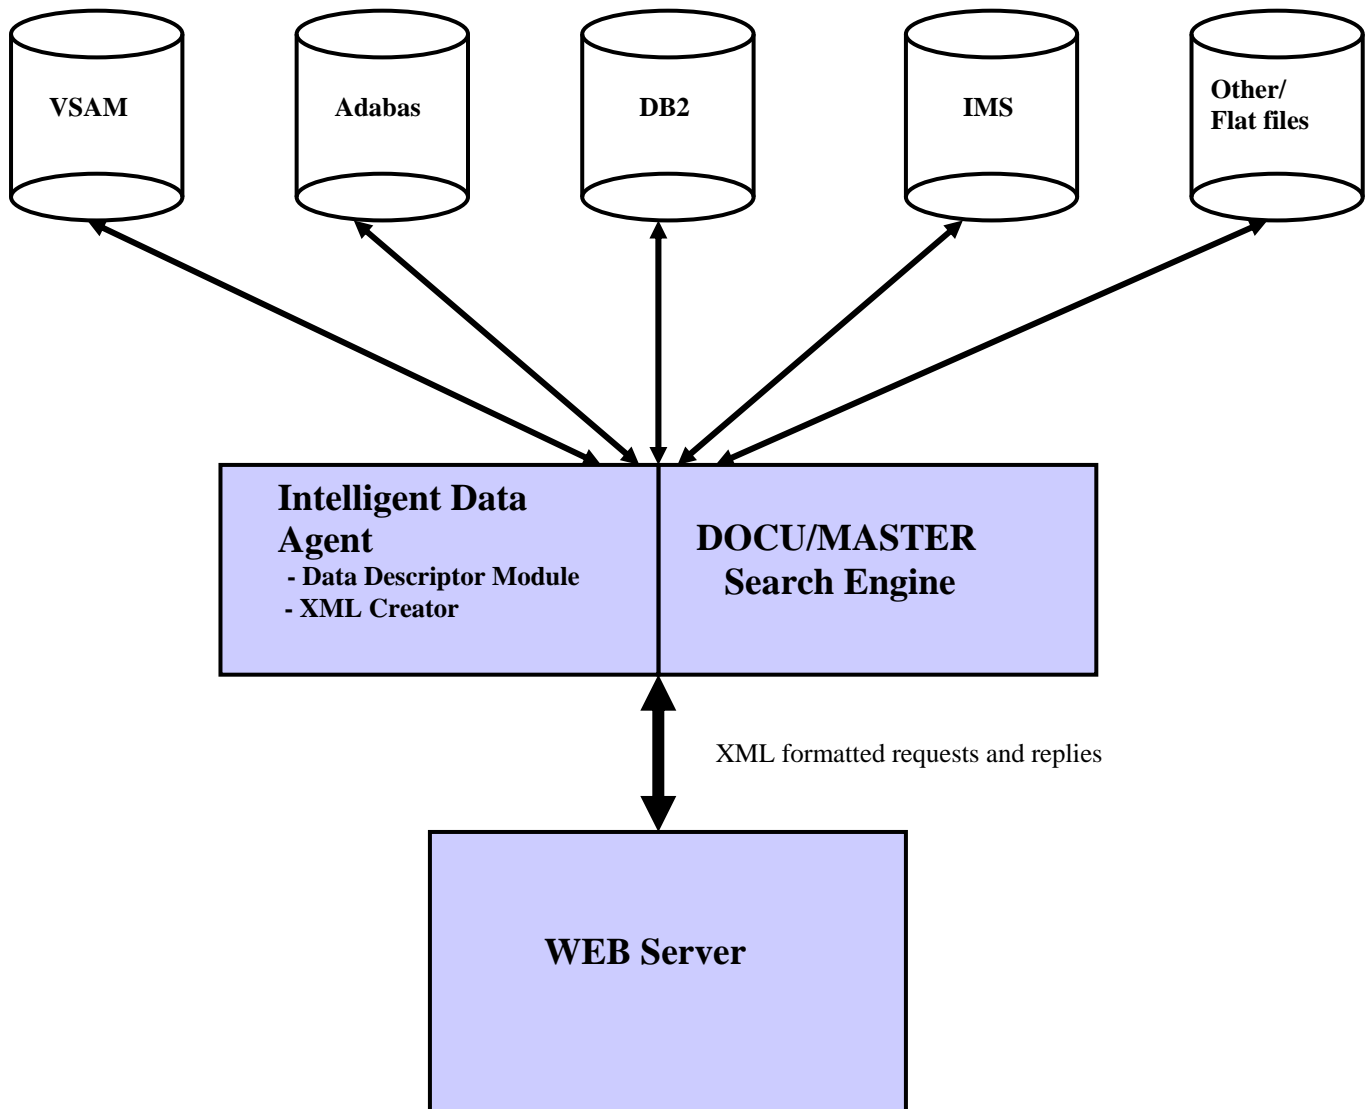 VSAM
Adabas
DB2
IMS
Other/
Flat files
Intelligent Data
Agent
- Data Descriptor Module
- XML Creator
DOCU/MASTER
Search Engine
XML formatted requests and replies
WEB Server